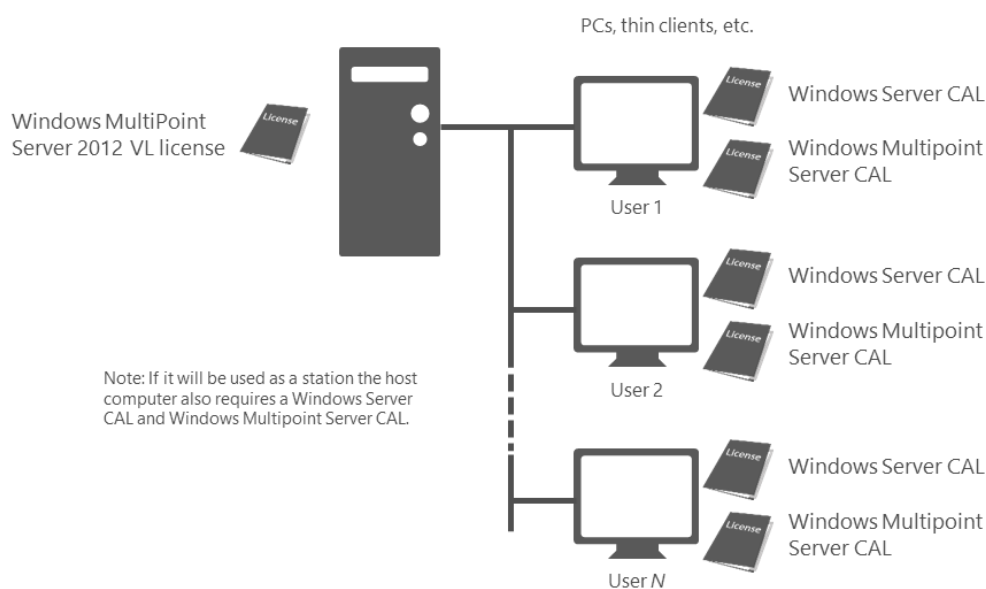 PCs, thin clients, etc.
License
Windows Server CAL
Windows MultiPoint
Server 2012 VL license
License
License
Windows Multipoint
Server CAL
User 1
License
Windows Server CAL
License
Windows Multipoint
Server CAL
User 2
Note: If it will be used as a station the host
computer also requires a Windows Server
CAL and Windows Multipoint Server CAL.
License
Windows Server CAL
License
Windows Multipoint
Server CAL
User N